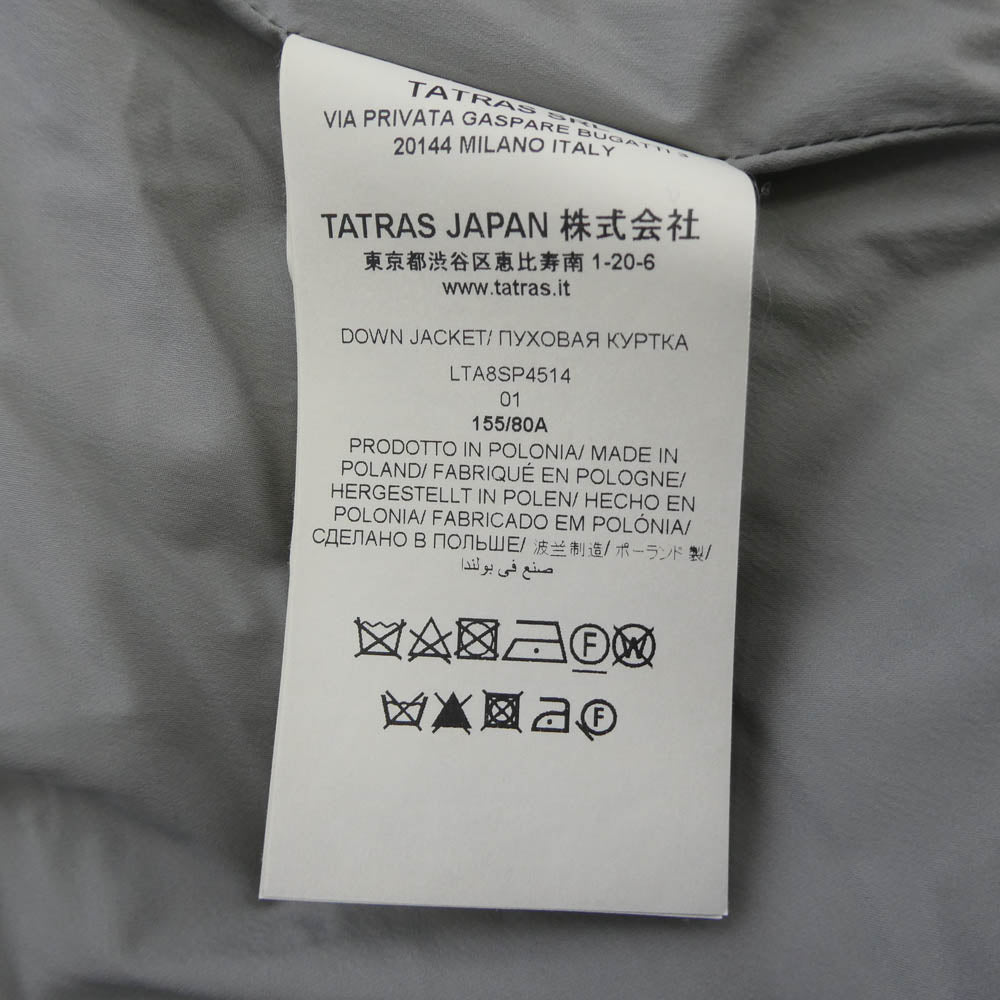 TATRAS SRL
VIA PRIVATA GASPARE BUGATTI 3
20144 MILANO ITALY
TATRAS JAPAN 株式会社
東京都渋谷区恵比寿南 1-20-6
www.tatras.it
DOWN JACKET/ ПУХОВАЯ КУРТКА
LTA8SP4514
01
155/80A
PRODOTTO IN POLONIA/ MADE IN
POLAND/ FABRIQUÉ EN POLOGNE/
HERGESTELLT IN POLEN/ HECHO EN
POLONIA/ FABRICADO EM POLÓNIA/
СДЕЛАНО В ПОЛЬШЕ/ 波兰制造/ ポーランド製/
صنع في بولندا
F W
F